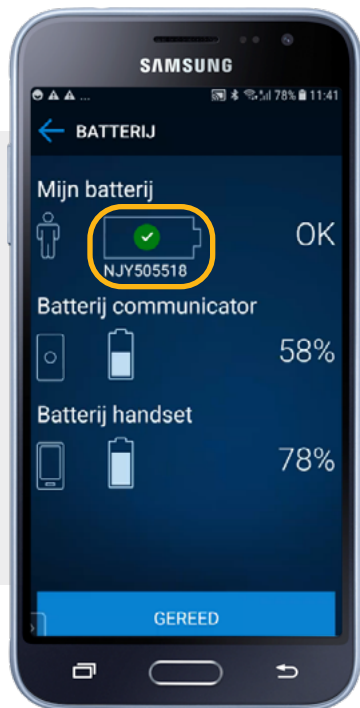 SAMSUNG
... 78% 11:41
BATTERIJ
Mijn batterij
OK
NJY505518
Batterij communicator
58%
Batterij handset
78%
GEREED